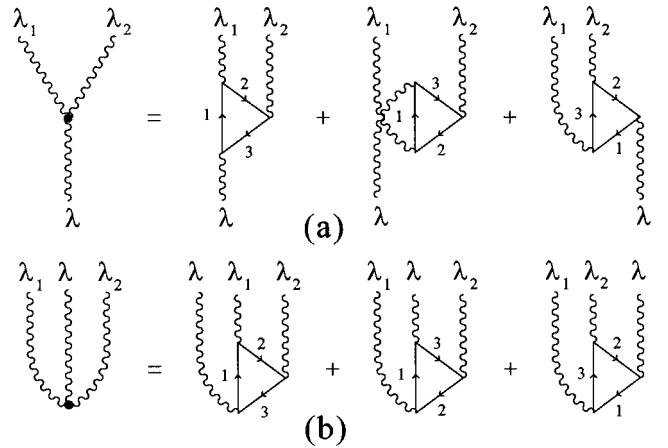 λ₁ λ₂ λ₁ λ₂ λ₁ λ₂ λ₁ λ₂
2 3 2
= 1 + 1 + 3
3 2 1
λ λ λ λ
(a)
λ₁ λ λ₂ λ λ₁ λ₂ λ₁ λ λ₂ λ₁ λ₂ λ
2 3 2
= 1 + 1 + 3
3 2 1
(b)